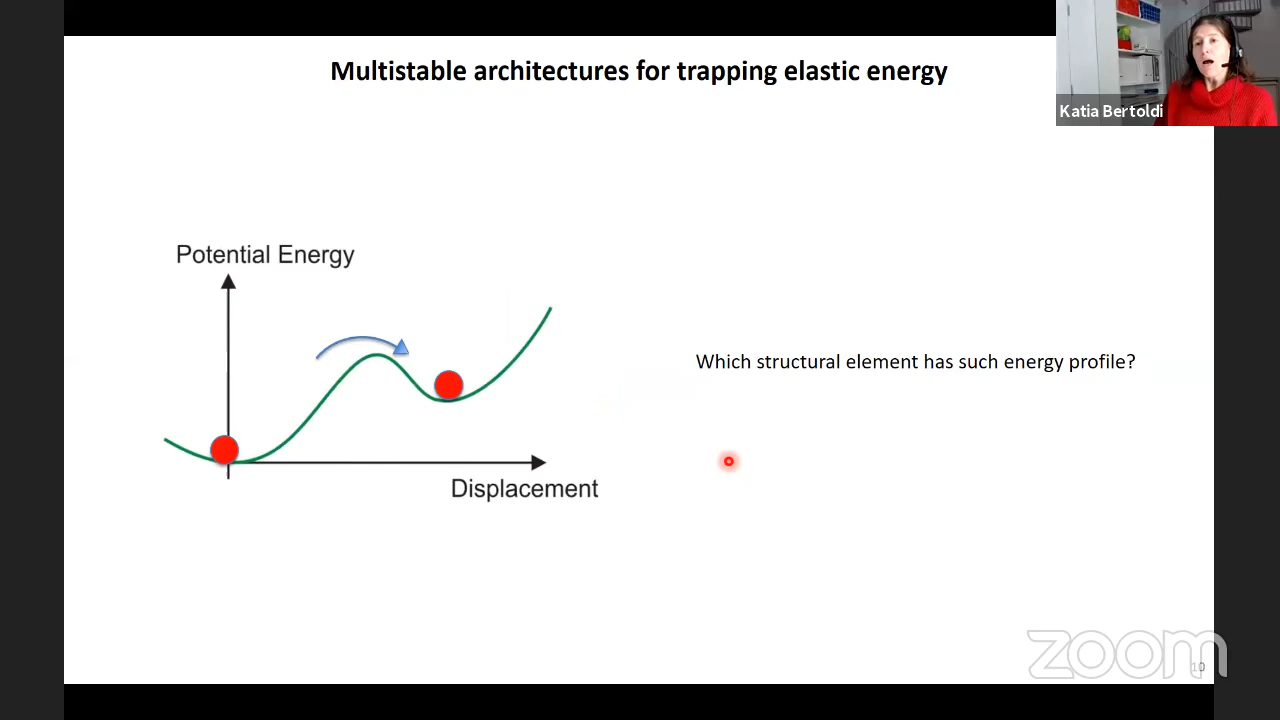 Multistable architectures for trapping elastic energy
Katia Bertoldi
Potential Energy
Which structural element has such energy profile?
Displacement
zoom
10